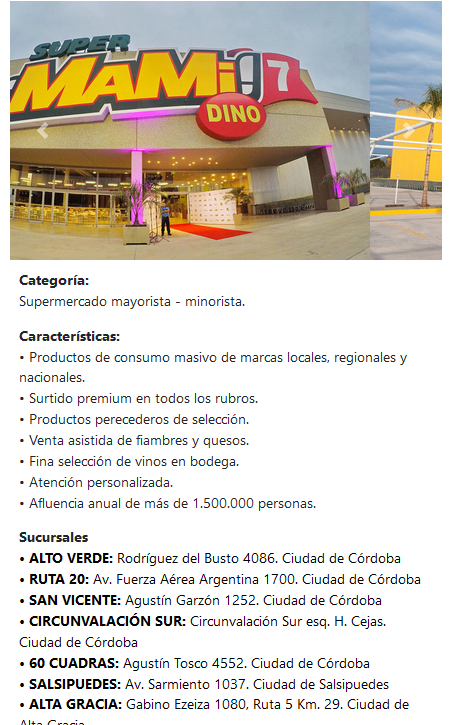 SUPER
MAMi!
7
DINO
Categoría:
Supermercado mayorista - minorista.
Características:
• Productos de consumo masivo de marcas locales, regionales y
nacionales.
• Surtido premium en todos los rubros.
• Productos perecederos de selección.
• Venta asistida de fiambres y quesos.
• Fina selección de vinos en bodega.
• Atención personalizada.
• Afluencia anual de más de 1.500.000 personas.
Sucursales
• ALTO VERDE: Rodríguez del Busto 4086. Ciudad de Córdoba
• RUTA 20: Av. Fuerza Aérea Argentina 1700. Ciudad de Córdoba
• SAN VICENTE: Agustín Garzón 1252. Ciudad de Córdoba
• CIRCUNVALACIÓN SUR: Circunvalación Sur esq. H. Cejas.
Ciudad de Córdoba
• 60 CUADRAS: Agustín Tosco 4552. Ciudad de Córdoba
• SALSIPUEDES: Av. Sarmiento 1037. Ciudad de Salsipuedes
• ALTA GRACIA: Gabino Ezeiza 1080, Ruta 5 Km. 29. Ciudad de
Alta Gracia